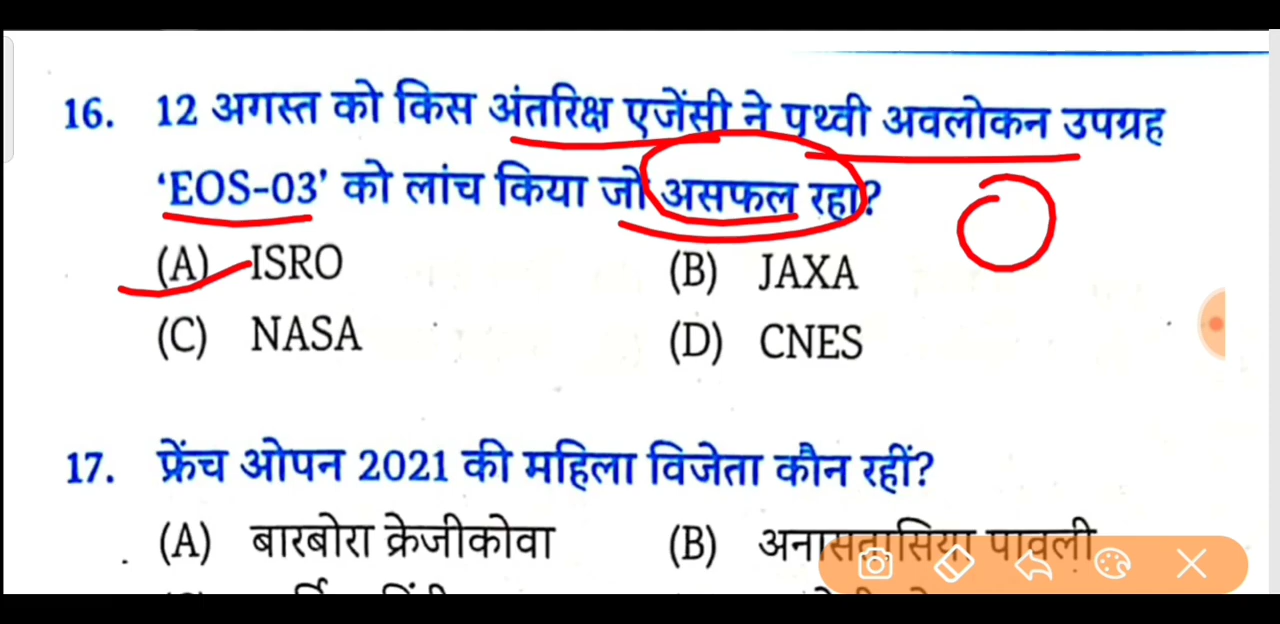 16. 12 अगस्त को किस अंतरिक्ष एजेंसी ने पृथ्वी अवलोकन उपग्रह
‘EOS-03’ को लांच किया जो असफल रहा?
(A) ISRO (B) JAXA
(C) NASA (D) CNES
17. फ्रेंच ओपन 2021 की महिला विजेता कौन रहीं?
(A) बारबोरा क्रेजीकोवा (B) अनासतासिया पावली